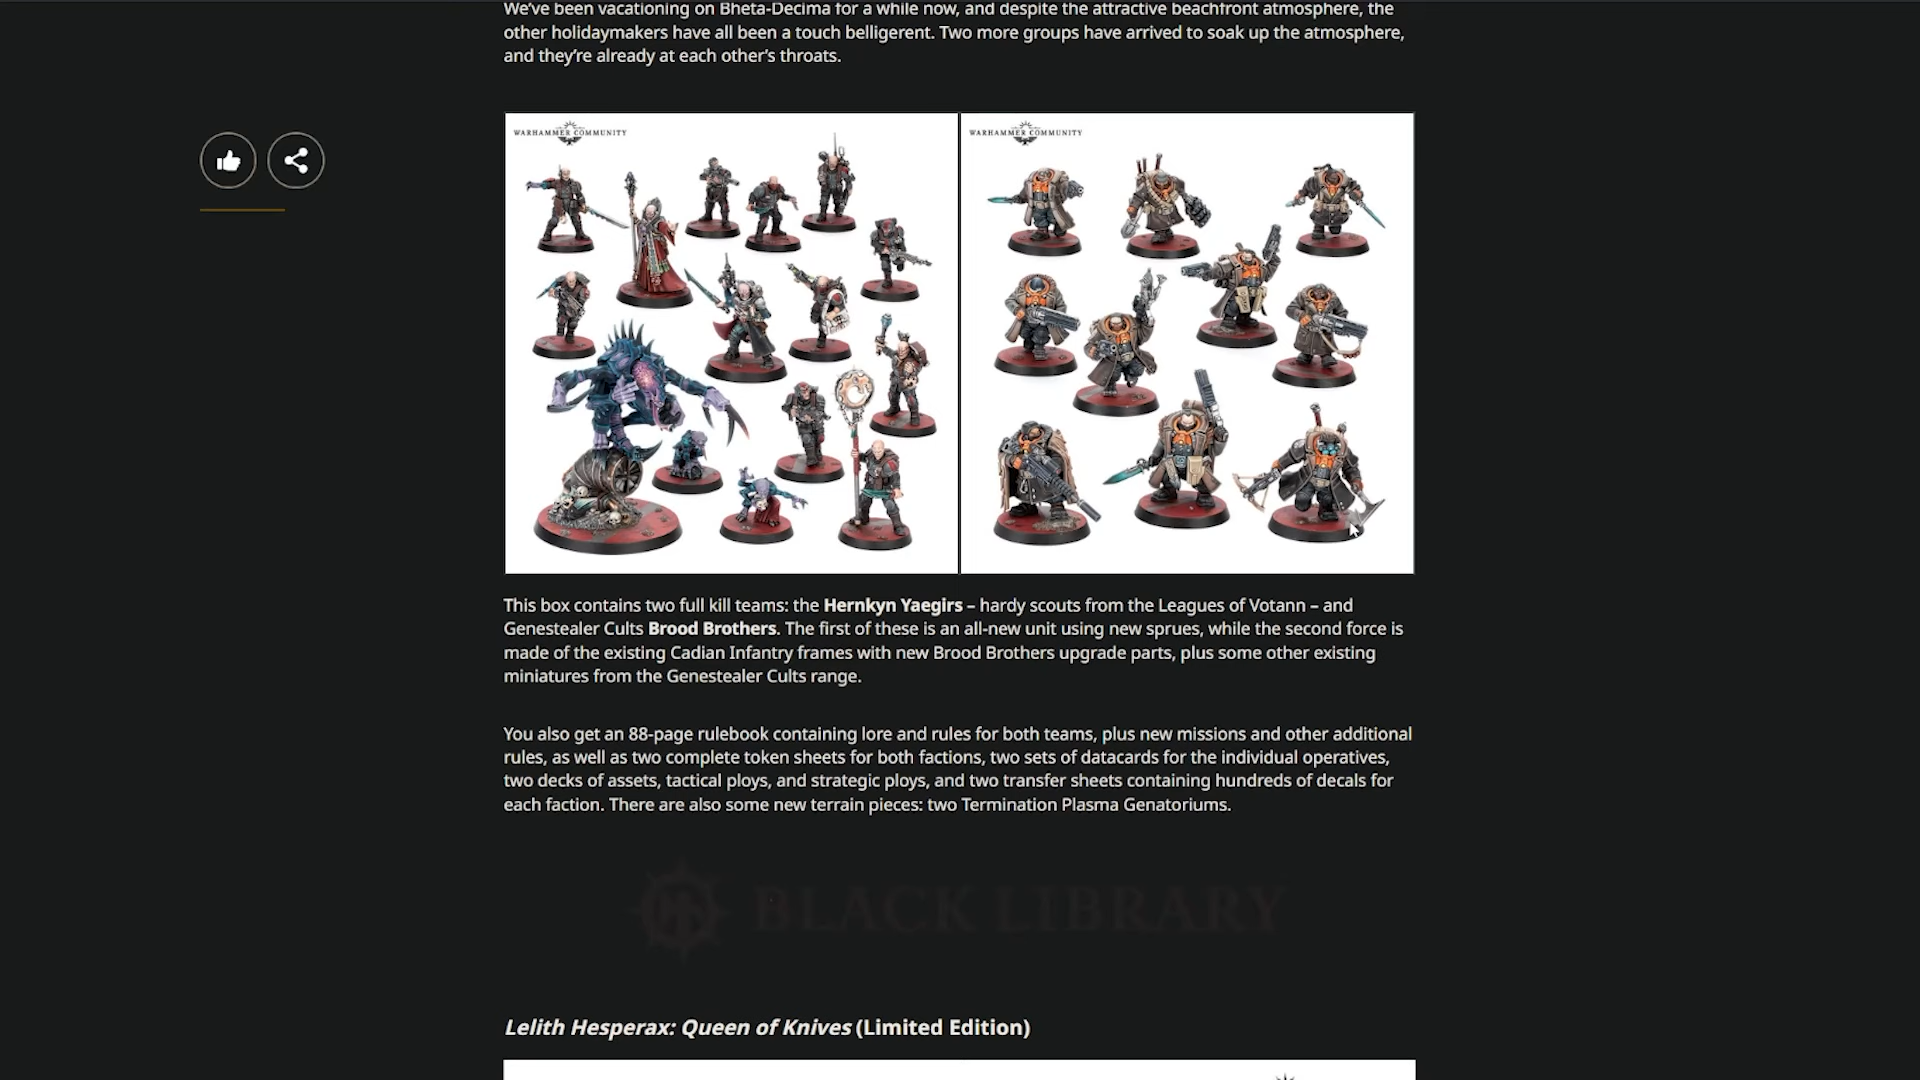 We've been vacationing on Bheta-Decima for a while now, and despite the attractive beachfront atmosphere, the
other holidaymakers have all been a touch belligerent. Two more groups have arrived to soak up the atmosphere,
and they're already at each other's throats.
WARHAMMER COMMUNITY
WARHAMMER COMMUNITY
This box contains two full kill teams: the Hernkyn Yaegirs – hardy scouts from the Leagues of Votann – and
Genestealer Cults Brood Brothers. The first of these is an all-new unit using new sprues, while the second force is
made of the existing Cadian Infantry frames with new Brood Brothers upgrade parts, plus some other existing
miniatures from the Genestealer Cults range.
You also get an 88-page rulebook containing lore and rules for both teams, plus new missions and other additional
rules, as well as two complete token sheets for both factions, two sets of datacards for the individual operatives,
two decks of assets, tactical ploys, and strategic ploys, and two transfer sheets containing hundreds of decals for
each faction. There are also some new terrain pieces: two Termination Plasma Genatoriums.
BLACK LIBRARY
Lelith Hesperax: Queen of Knives (Limited Edition)